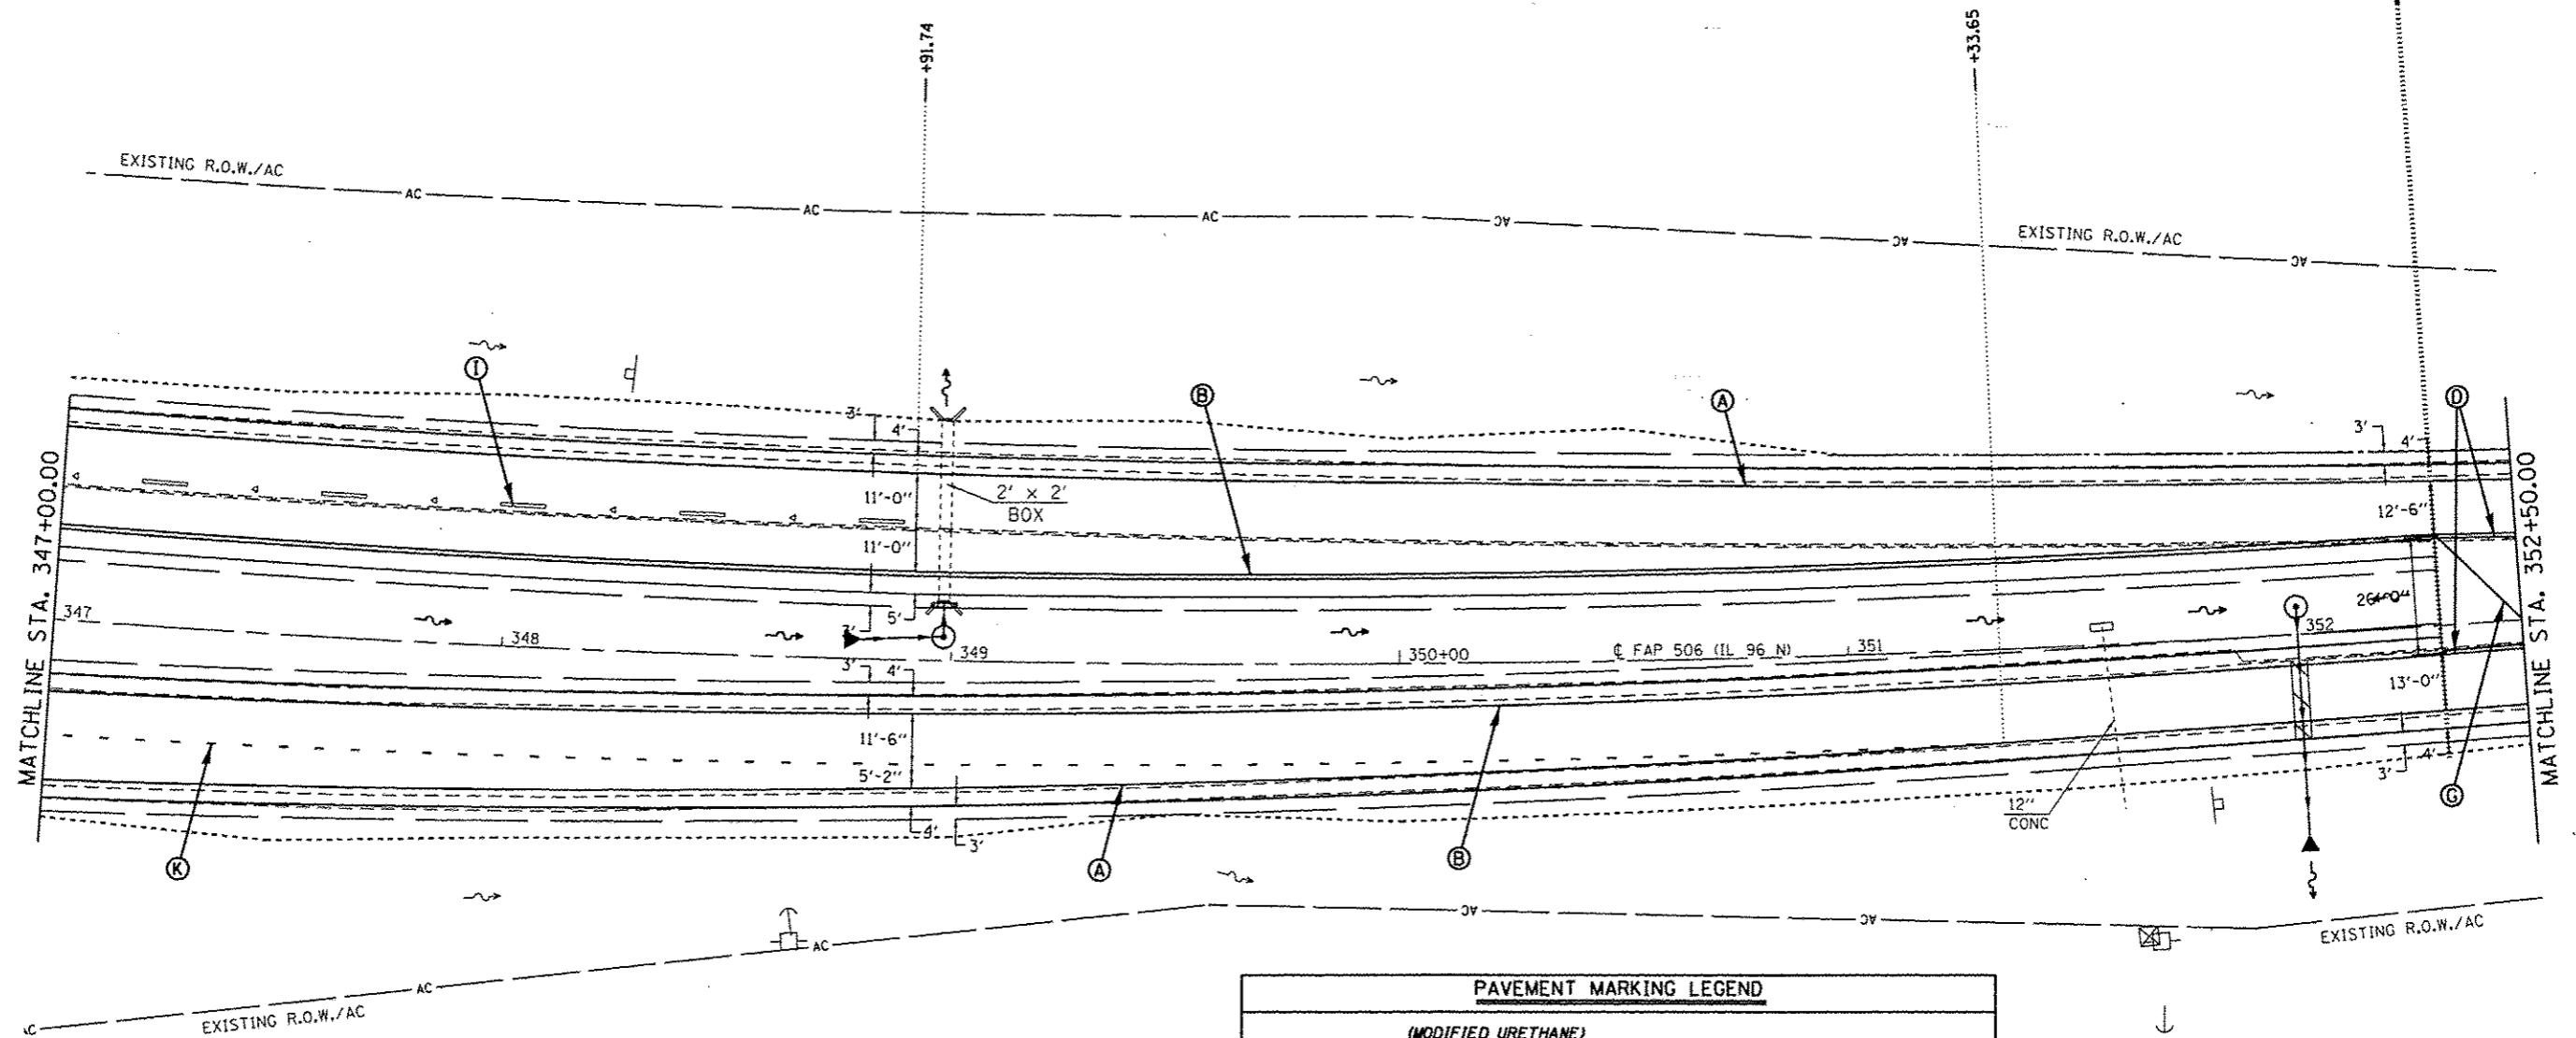 +91.74
+33.65
EXISTING R.O.W./AC
AC
AC
AC
AC
AC
EXISTING R.O.W./AC
AC
I
B
A
D
3'
4'
3'
4'
11'-0"
2' x 2'
BOX
12'-6"
11'-0"
MATCHLINE STA. 347+00.00
MATCHLINE STA. 352+50.00
347
348
3'
5'
349
350+00
℄ FAP 506 (IL 96 N)
351
352
26'-0"
3'
4'
13'-0"
11'-6"
5'-2"
4'
3'
12"
CONC
3'
4'
K
A
B
G
AC
AC
AC
AC
EXISTING R.O.W./AC
AC
EXISTING R.O.W./AC
PAVEMENT MARKING LEGEND
(MODIFIED URETHANE)